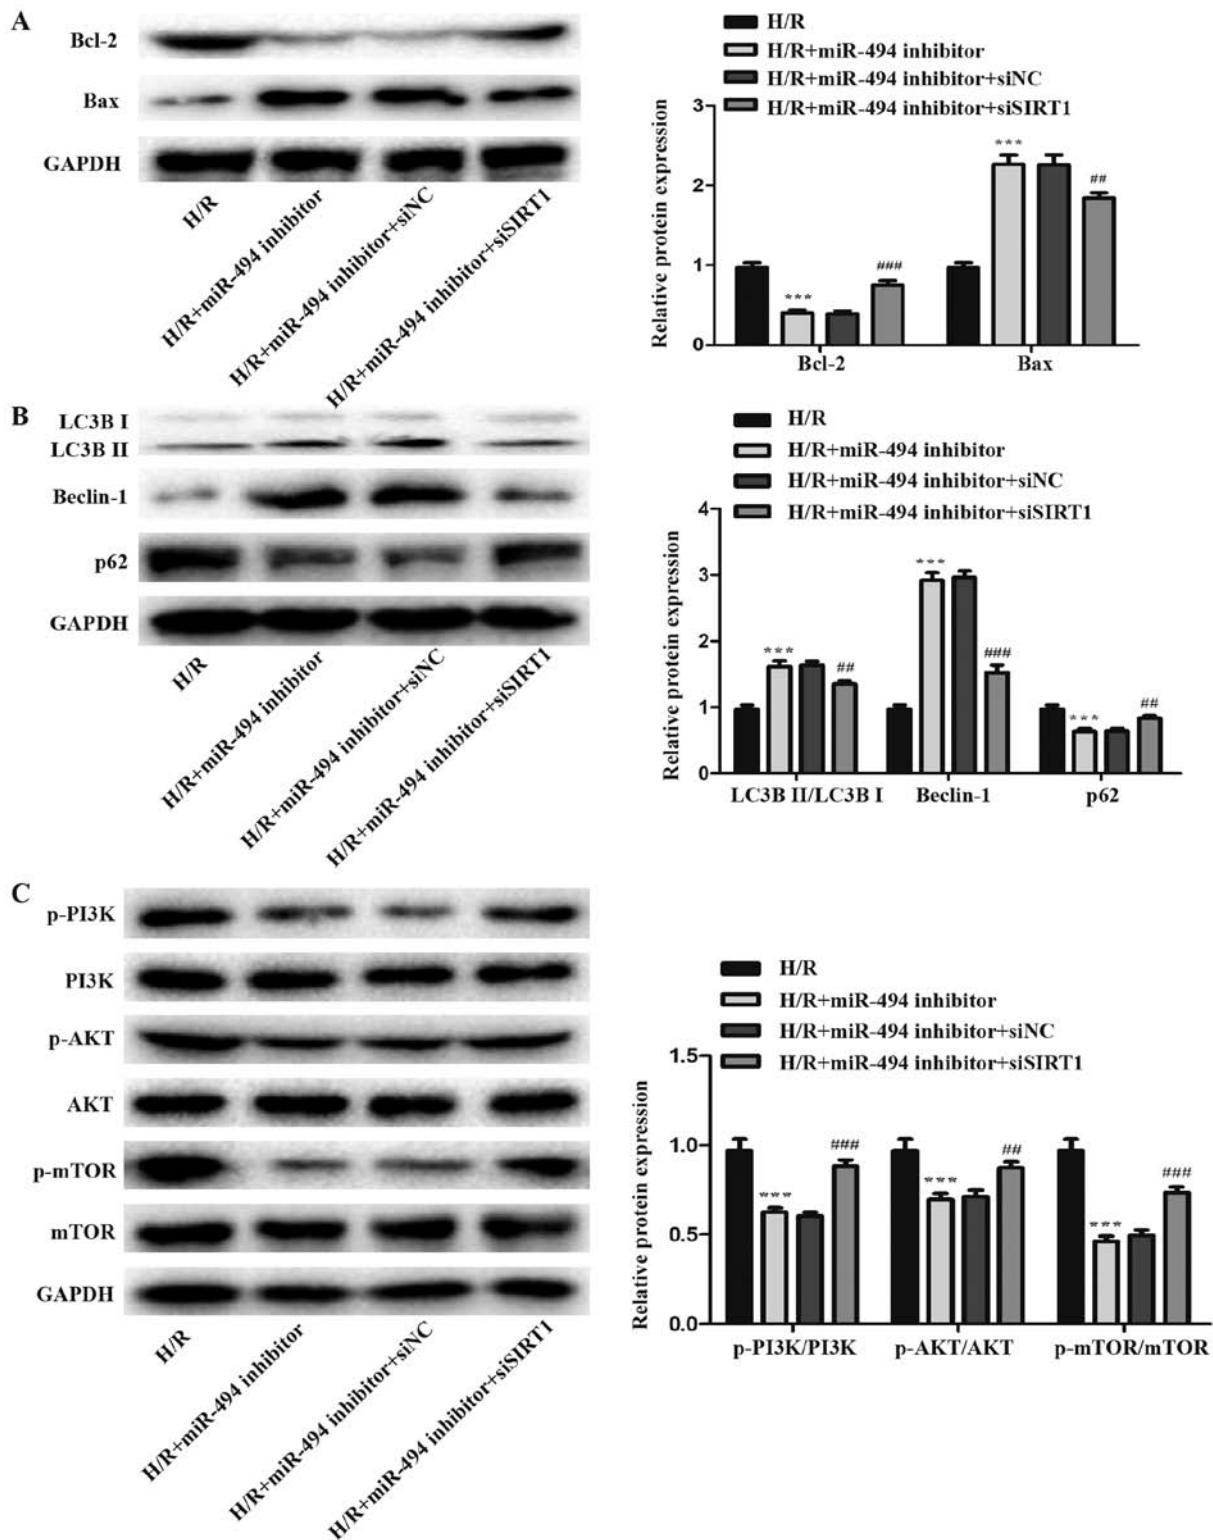 A
Bcl-2
Bax
GAPDH
H/R
H/R+miR-494 inhibitor
H/R+miR-494 inhibitor+siNC
H/R+miR-494 inhibitor+siSIRT1
H/R
H/R+miR-494 inhibitor
H/R+miR-494 inhibitor+siNC
H/R+miR-494 inhibitor+siSIRT1
Relative protein expression
3
2
1
0
***
###
***
##
Bcl-2
Bax
B
LC3B I
LC3B II
Beclin-1
p62
GAPDH
H/R
H/R+miR-494 inhibitor
H/R+miR-494 inhibitor+siNC
H/R+miR-494 inhibitor+siSIRT1
H/R
H/R+miR-494 inhibitor
H/R+miR-494 inhibitor+siNC
H/R+miR-494 inhibitor+siSIRT1
Relative protein expression
4
3
2
1
0
***
##
***
###
***
##
LC3B II/LC3B I
Beclin-1
p62
C
p-PI3K
PI3K
p-AKT
AKT
p-mTOR
mTOR
GAPDH
H/R
H/R+miR-494 inhibitor
H/R+miR-494 inhibitor+siNC
H/R+miR-494 inhibitor+siSIRT1
H/R
H/R+miR-494 inhibitor
H/R+miR-494 inhibitor+siNC
H/R+miR-494 inhibitor+siSIRT1
Relative protein expression
1.5
1.0
0.5
0.0
***
###
***
##
***
###
p-PI3K/PI3K
p-AKT/AKT
p-mTOR/mTOR